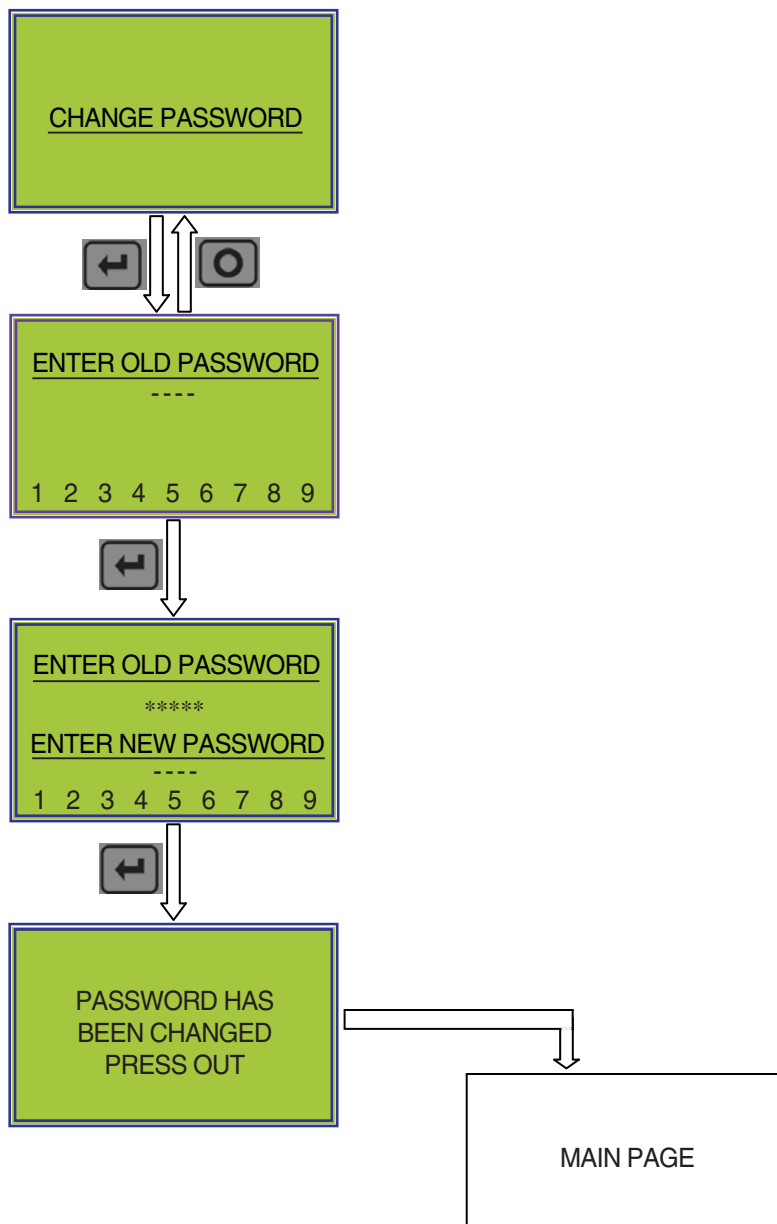 CHANGE PASSWORD
ENTER OLD PASSWORD
----
1 2 3 4 5 6 7 8 9
ENTER OLD PASSWORD
*****
ENTER NEW PASSWORD
----
1 2 3 4 5 6 7 8 9
PASSWORD HAS
BEEN CHANGED
PRESS OUT
MAIN PAGE